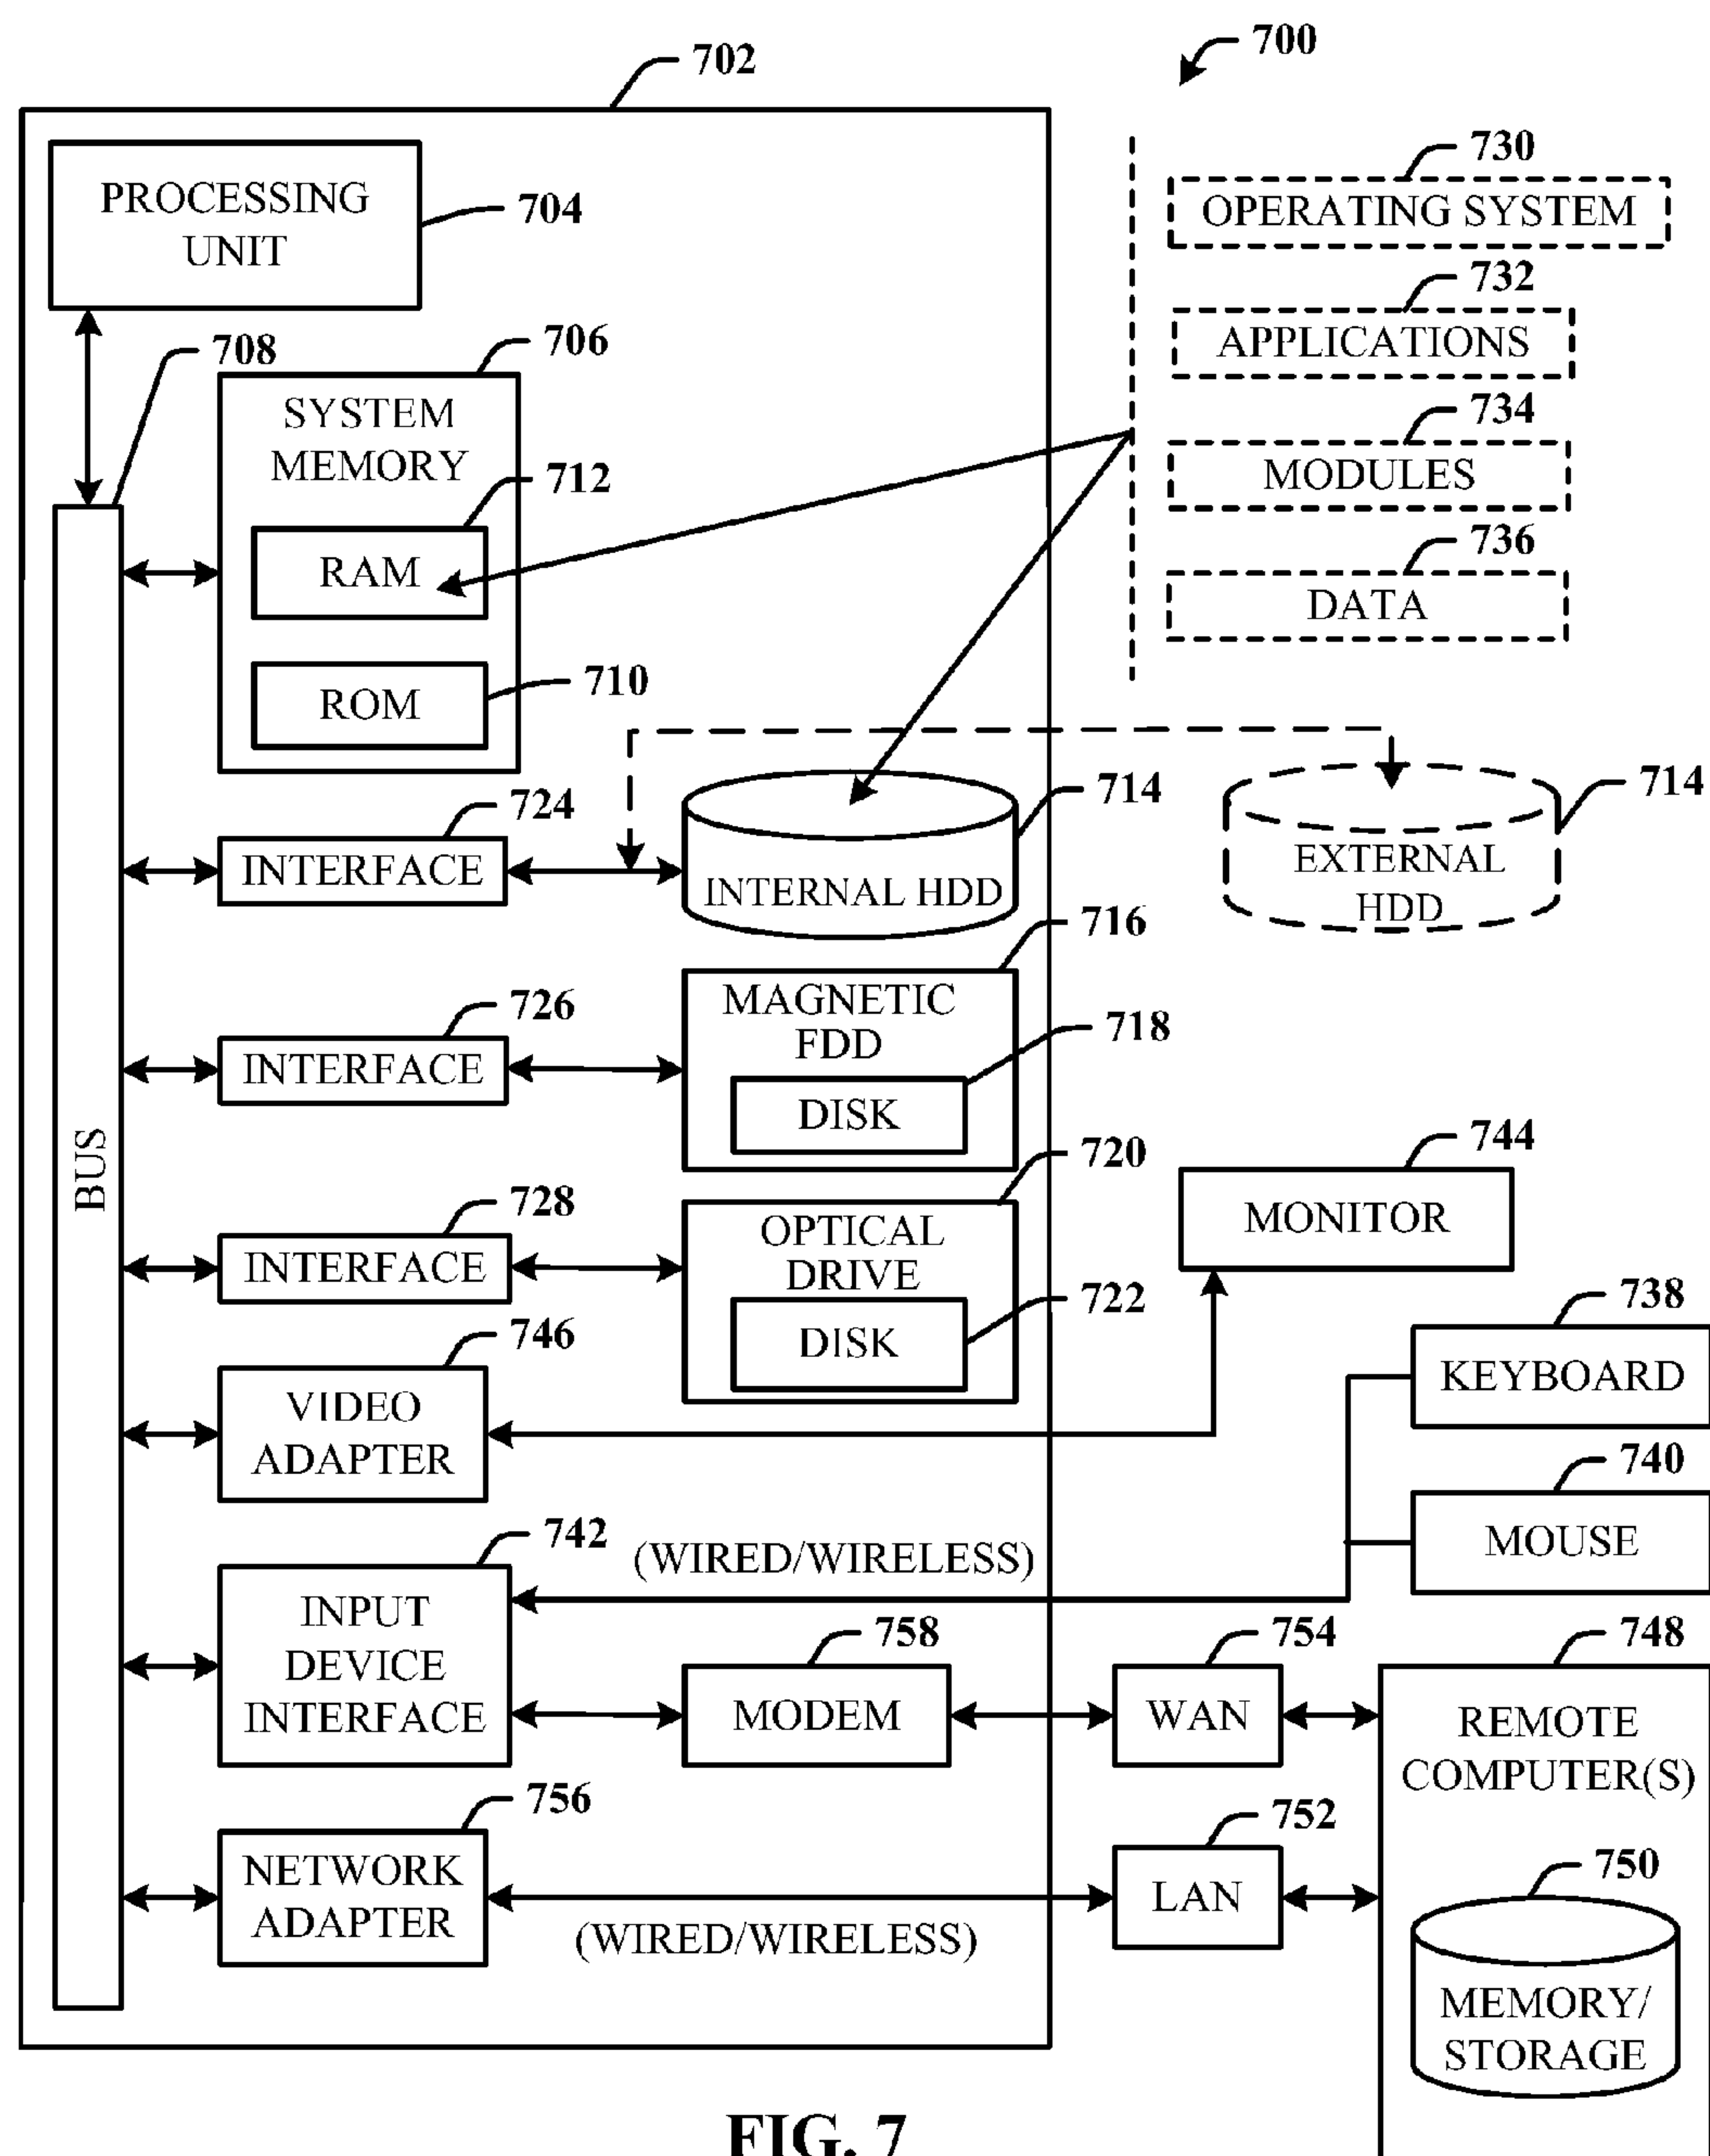 700
702
PROCESSING
UNIT
704
730
OPERATING SYSTEM
732
APPLICATIONS
734
MODULES
736
DATA
708
706
SYSTEM
MEMORY
712
RAM
710
ROM
BUS
724
INTERFACE
714
INTERNAL HDD
714
EXTERNAL
HDD
726
INTERFACE
716
MAGNETIC
FDD
718
DISK
728
INTERFACE
720
OPTICAL
DRIVE
722
DISK
744
MONITOR
746
VIDEO
ADAPTER
738
KEYBOARD
740
MOUSE
742
INPUT
DEVICE
INTERFACE
(WIRED/WIRELESS)
758
MODEM
754
WAN
748
REMOTE
COMPUTER(S)
756
NETWORK
ADAPTER
(WIRED/WIRELESS)
752
LAN
750
MEMORY/
STORAGE
FIG. 7